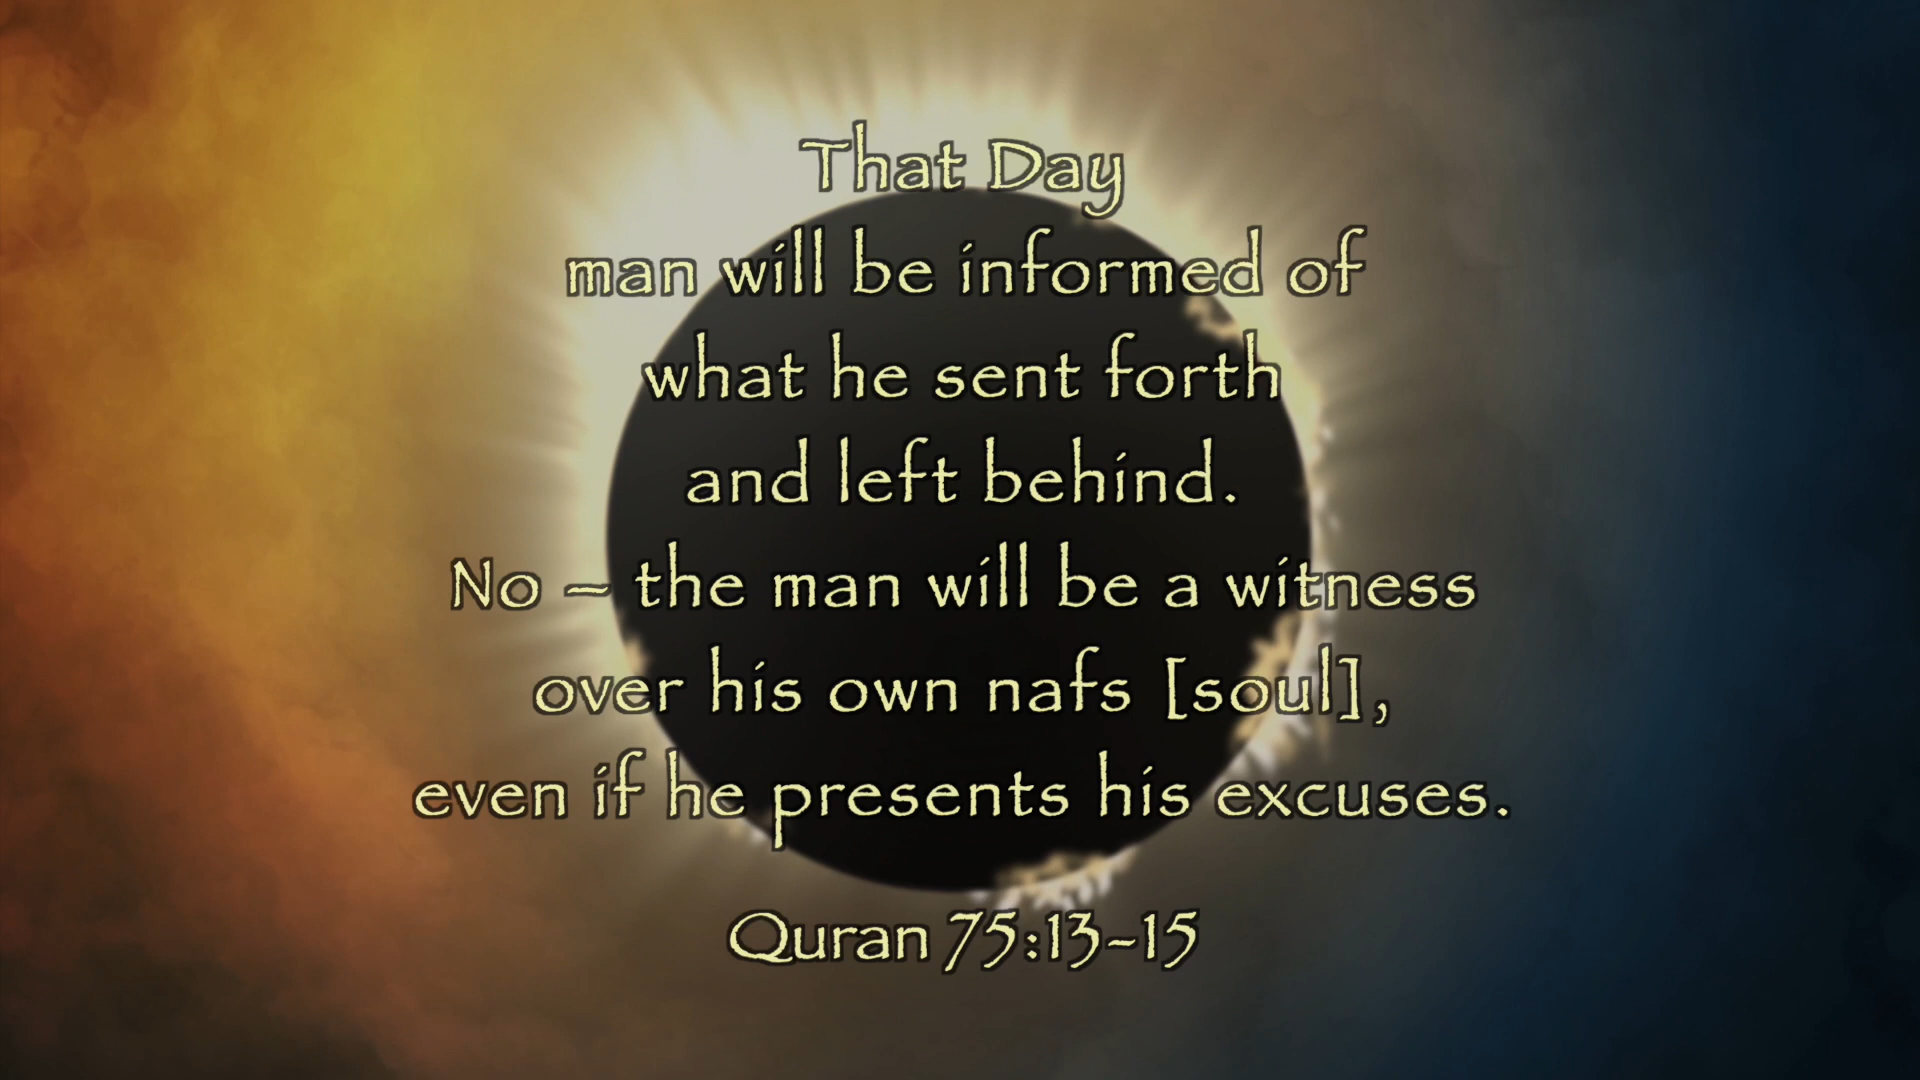 That Day
man will be informed of
what he sent forth
and left behind.
No – the man will be a witness
over his own nafs [soul],
even if he presents his excuses.
Quran 75:13-15